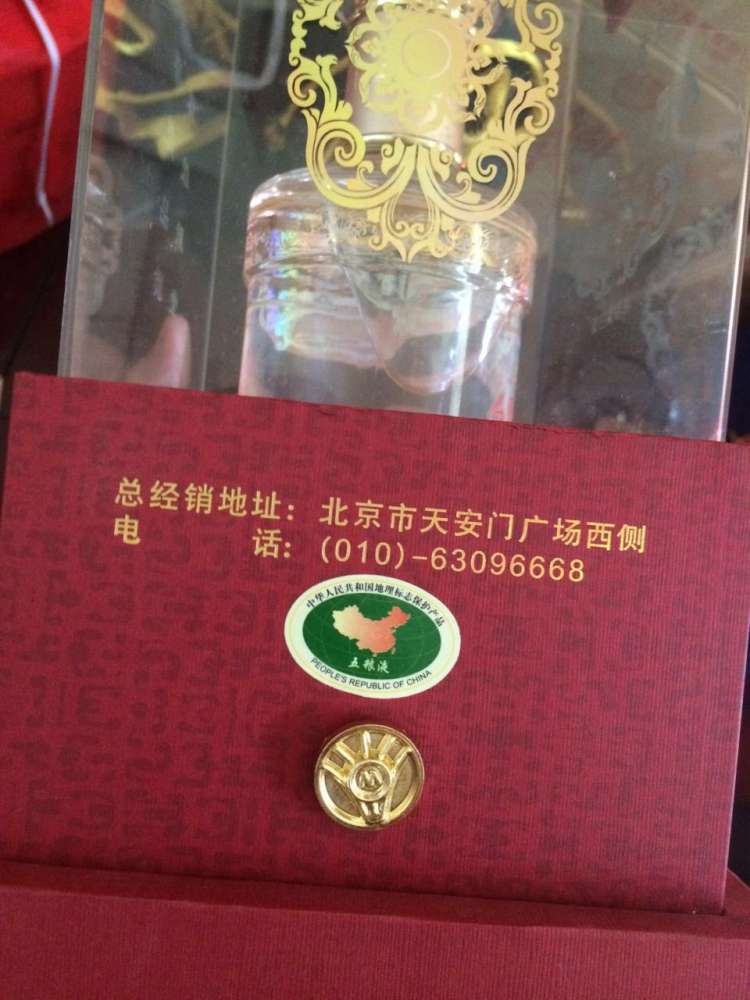 总经销地址：北京市天安门广场西侧
电　　　话：(010)-63096668
中华人民共和国地理标志保护产品
五粮液
PEOPLE'S REPUBLIC OF CHINA
W